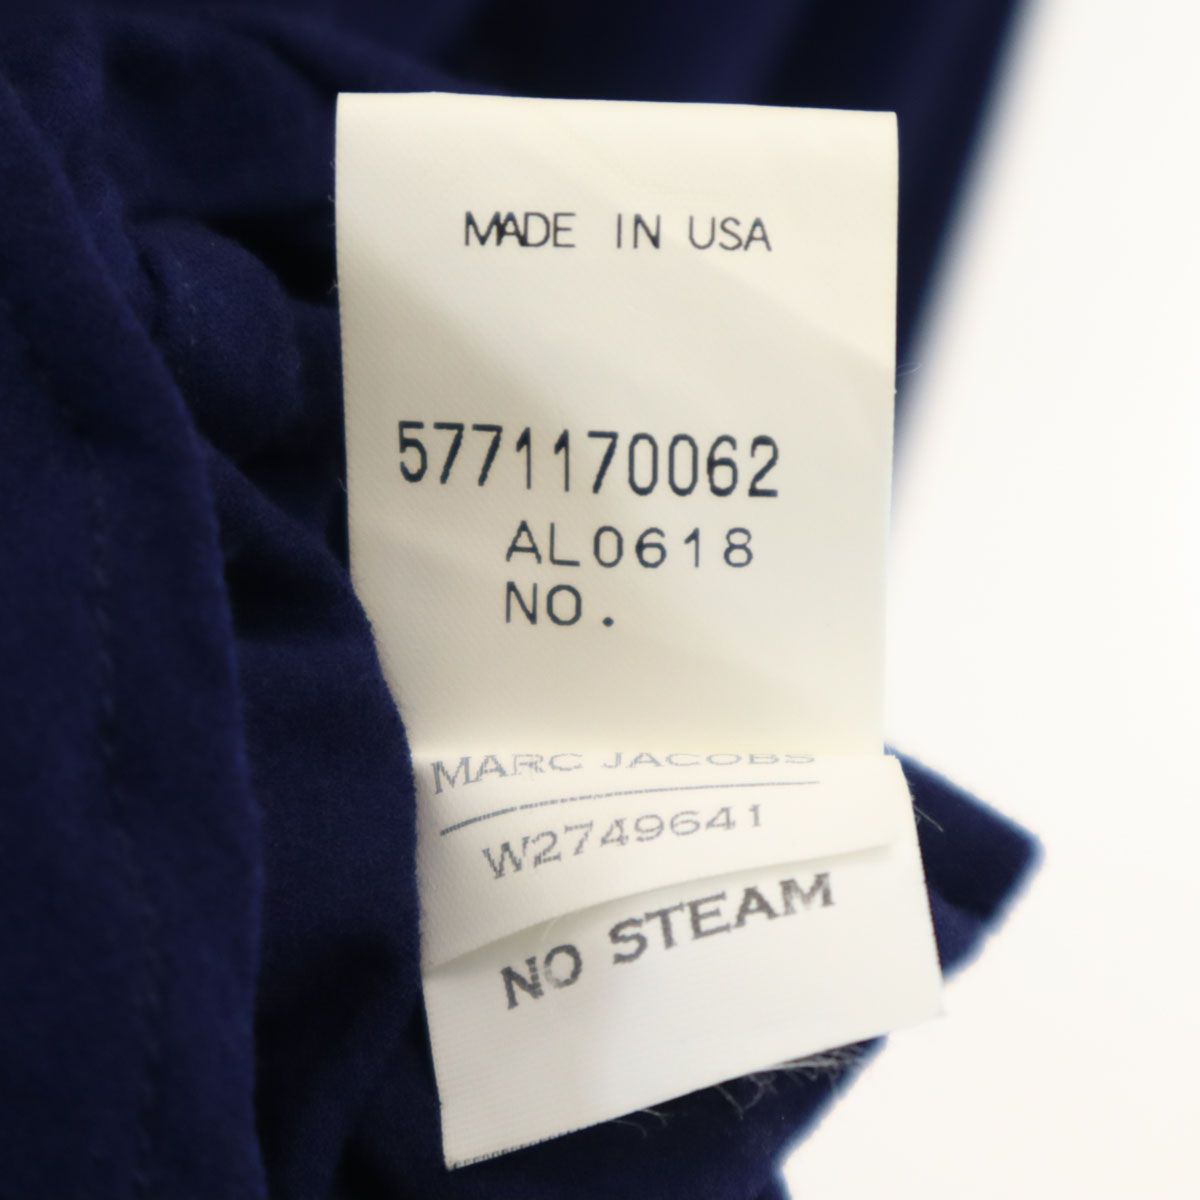 MADE IN USA
5771170062
AL0618
NO.
MARC JACOBS
W2749641
NO STEAM